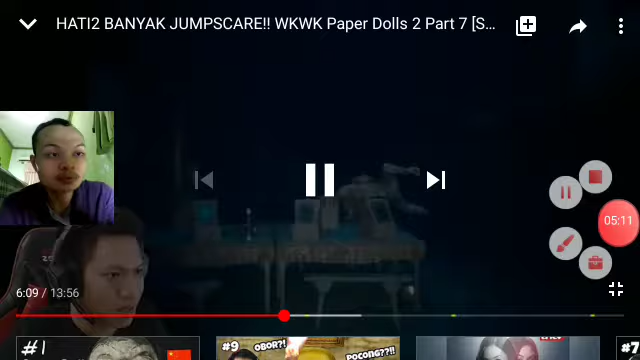 HATI2 BANYAK JUMPSCARE!! WKWK Paper Dolls 2 Part 7 [S...
05:11
6:09 / 13:56
#1
#9 OBOR?!
POCONG??!!
#7